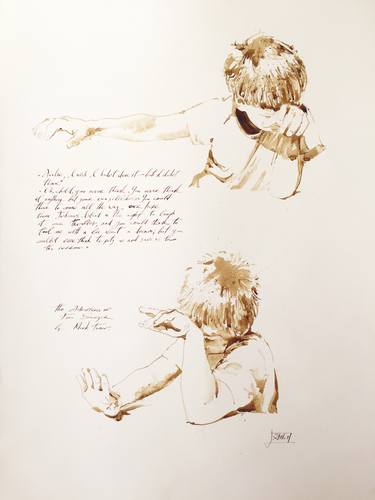 - Auntie, I wish I hadn't done it - but I didn't
think.
- Oh, child, you never think. You never think
of anything but your own selfishness. You could
think to come all the way over here
from Jackson's Island in the night to laugh
at our troubles, and you could think to
fool me with a lie about a dream, but you
couldn't ever think to pity us and save us from
sorrow.
The Adventures of
Tom Sawyer
by Mark Twain